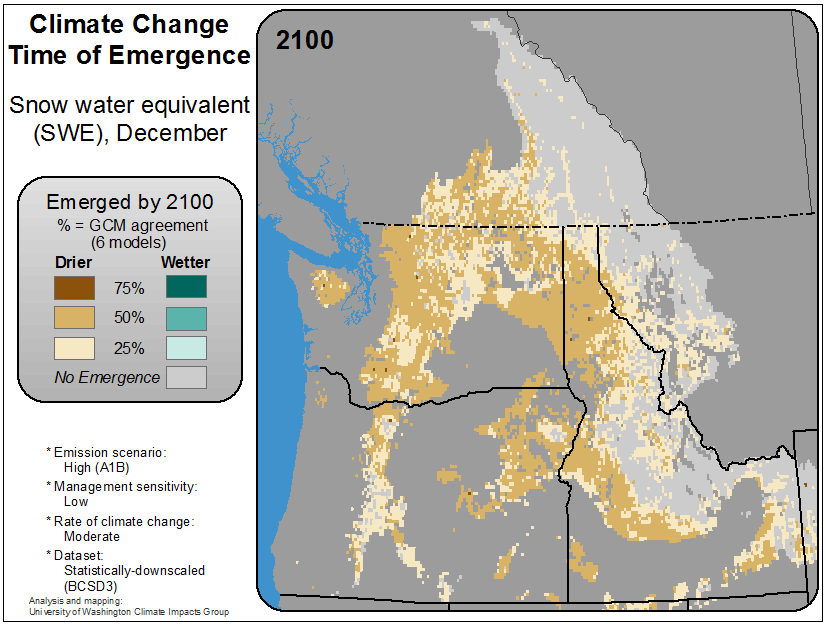 Climate Change
Time of Emergence
Snow water equivalent
(SWE), December
2100
Emerged by 2100
% = GCM agreement
(6 models)
Drier Wetter
75%
50%
25%
No Emergence
* Emission scenario:
High (A1B)
* Management sensitivity:
Low
* Rate of climate change:
Moderate
* Dataset:
Statistically-downscaled
(BCSD3)
Analysis and mapping:
University of Washington Climate Impacts Group